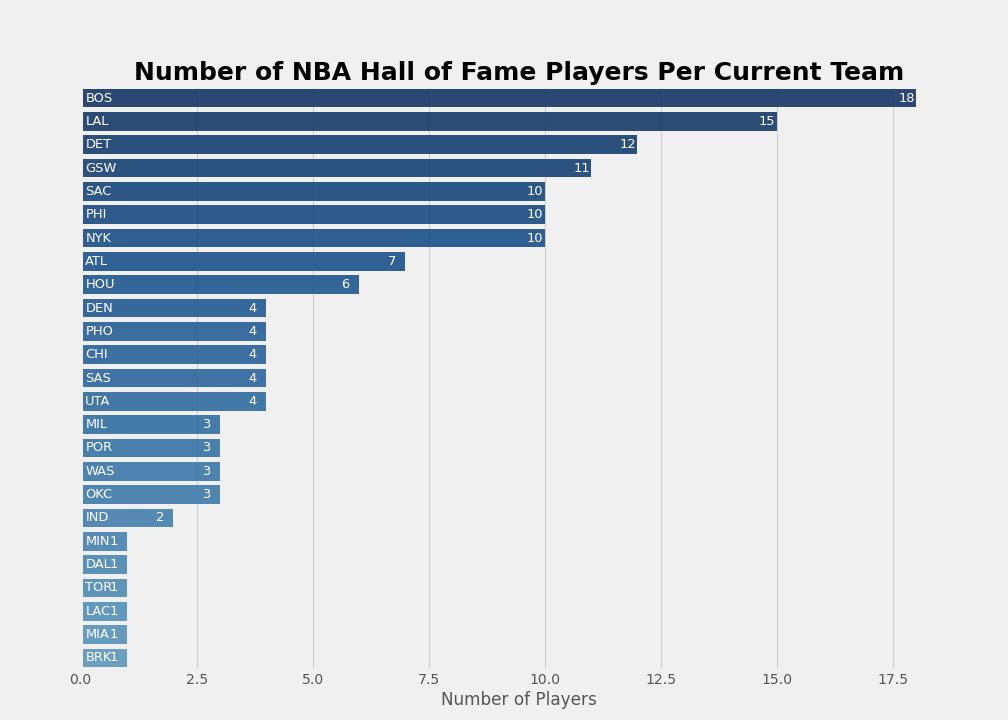 Number of NBA Hall of Fame Players Per Current Team
BOS 18
LAL 15
DET 12
GSW 11
SAC 10
PHI 10
NYK 10
ATL 7
HOU 6
DEN 4
PHO 4
CHI 4
SAS 4
UTA 4
MIL 3
POR 3
WAS 3
OKC 3
IND 2
MIN 1
DAL 1
TOR 1
LAC 1
MIA 1
BRK 1
0.0 2.5 5.0 7.5 10.0 12.5 15.0 17.5
Number of Players